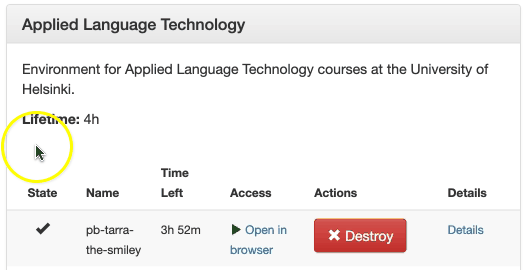 Applied Language Technology
Environment for Applied Language Technology courses at the University of
Helsinki.
Lifetime: 4h
Time
State Name Left Access Actions Details
pb-tarra- 3h 52m Open in Destroy Details
the-smiley browser